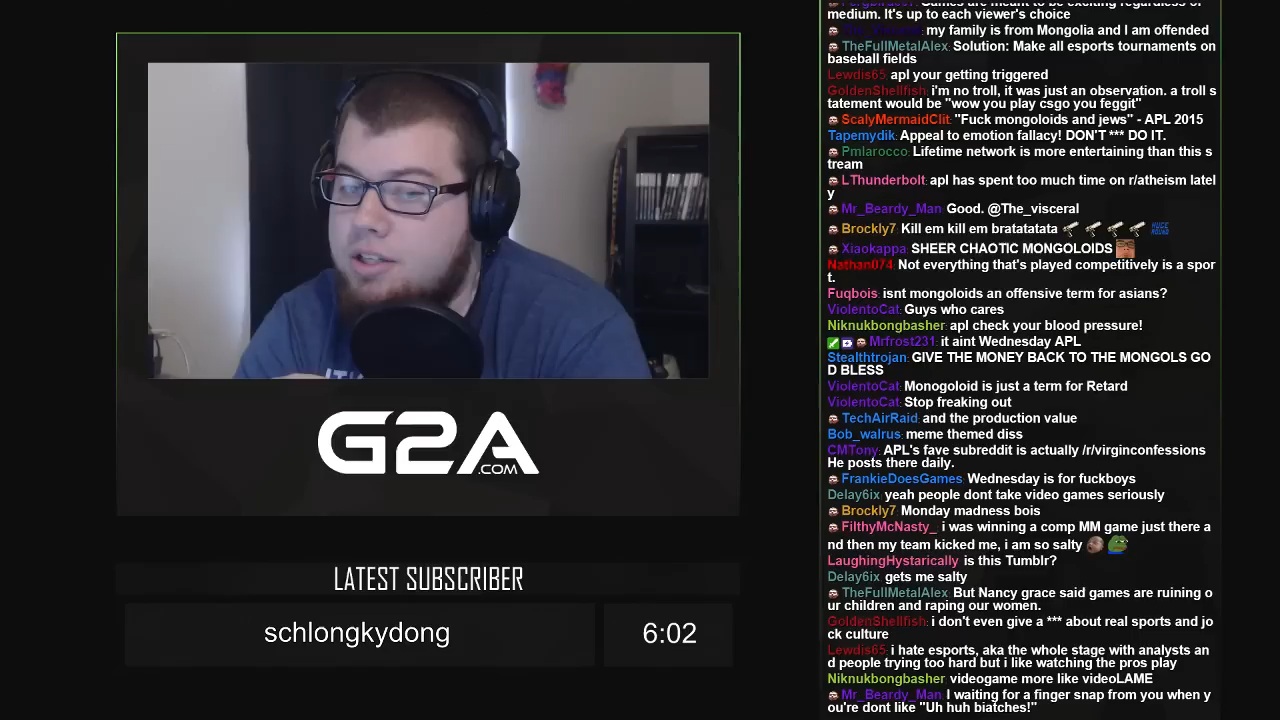 medium. It's up to each viewer's choice
my family is from Mongolia and I am offended
TheFullMetalAlex: Solution: Make all esports tournaments on
baseball fields
Lewdis65: apl your getting triggered
GoldenShellfish: i'm no troll, it was just an observation. a troll s
tatement would be "wow you play csgo you feggit"
ScalyMermaidClit: "Fuck mongoloids and jews" - APL 2015
Tapemydik: Appeal to emotion fallacy! DON'T *** DO IT.
Pmlarocco: Lifetime network is more entertaining than this s
tream
LThunderbolt: apl has spent too much time on r/atheism latel
y
Mr_Beardy_Man: Good. @The_visceral
Brockly7: Kill em kill em bratatatata
Xiaokappa: SHEER CHAOTIC MONGOLOIDS
Nathan074: Not everything that's played competitively is a spor
t.
Fuqbois: isnt mongoloids an offensive term for asians?
ViolentoCat: Guys who cares
Niknukbongbasher: apl check your blood pressure!
Mrfrost231: it aint Wednesday APL
Stealthtrojan: GIVE THE MONEY BACK TO THE MONGOLS GO
D BLESS
ViolentoCat: Monogoloid is just a term for Retard
ViolentoCat: Stop freaking out
TechAirRaid: and the production value
Bob_walrus: meme themed diss
CMTony: APL's fave subreddit is actually /r/virginconfessions
He posts there daily.
FrankieDoesGames: Wednesday is for fuckboys
Delay6ix: yeah people dont take video games seriously
Brockly7: Monday madness bois
FilthyMcNasty_: i was winning a comp MM game just there a
nd then my team kicked me, i am so salty
LaughingHystarically: is this Tumblr?
Delay6ix: gets me salty
TheFullMetalAlex: But Nancy grace said games are ruining o
ur children and raping our women.
GoldenShellfish: i don't even give a *** about real sports and jo
ck culture
Lewdis65: i hate esports, aka the whole stage with analysts an
d people trying too hard but i like watching the pros play
Niknukbongbasher: videogame more like videoLAME
Mr_Beardy_Man: I waiting for a finger snap from you when y
ou're dont like "Uh huh biatches!"
G2A
.COM
LATEST SUBSCRIBER
schlongkydong
6:02